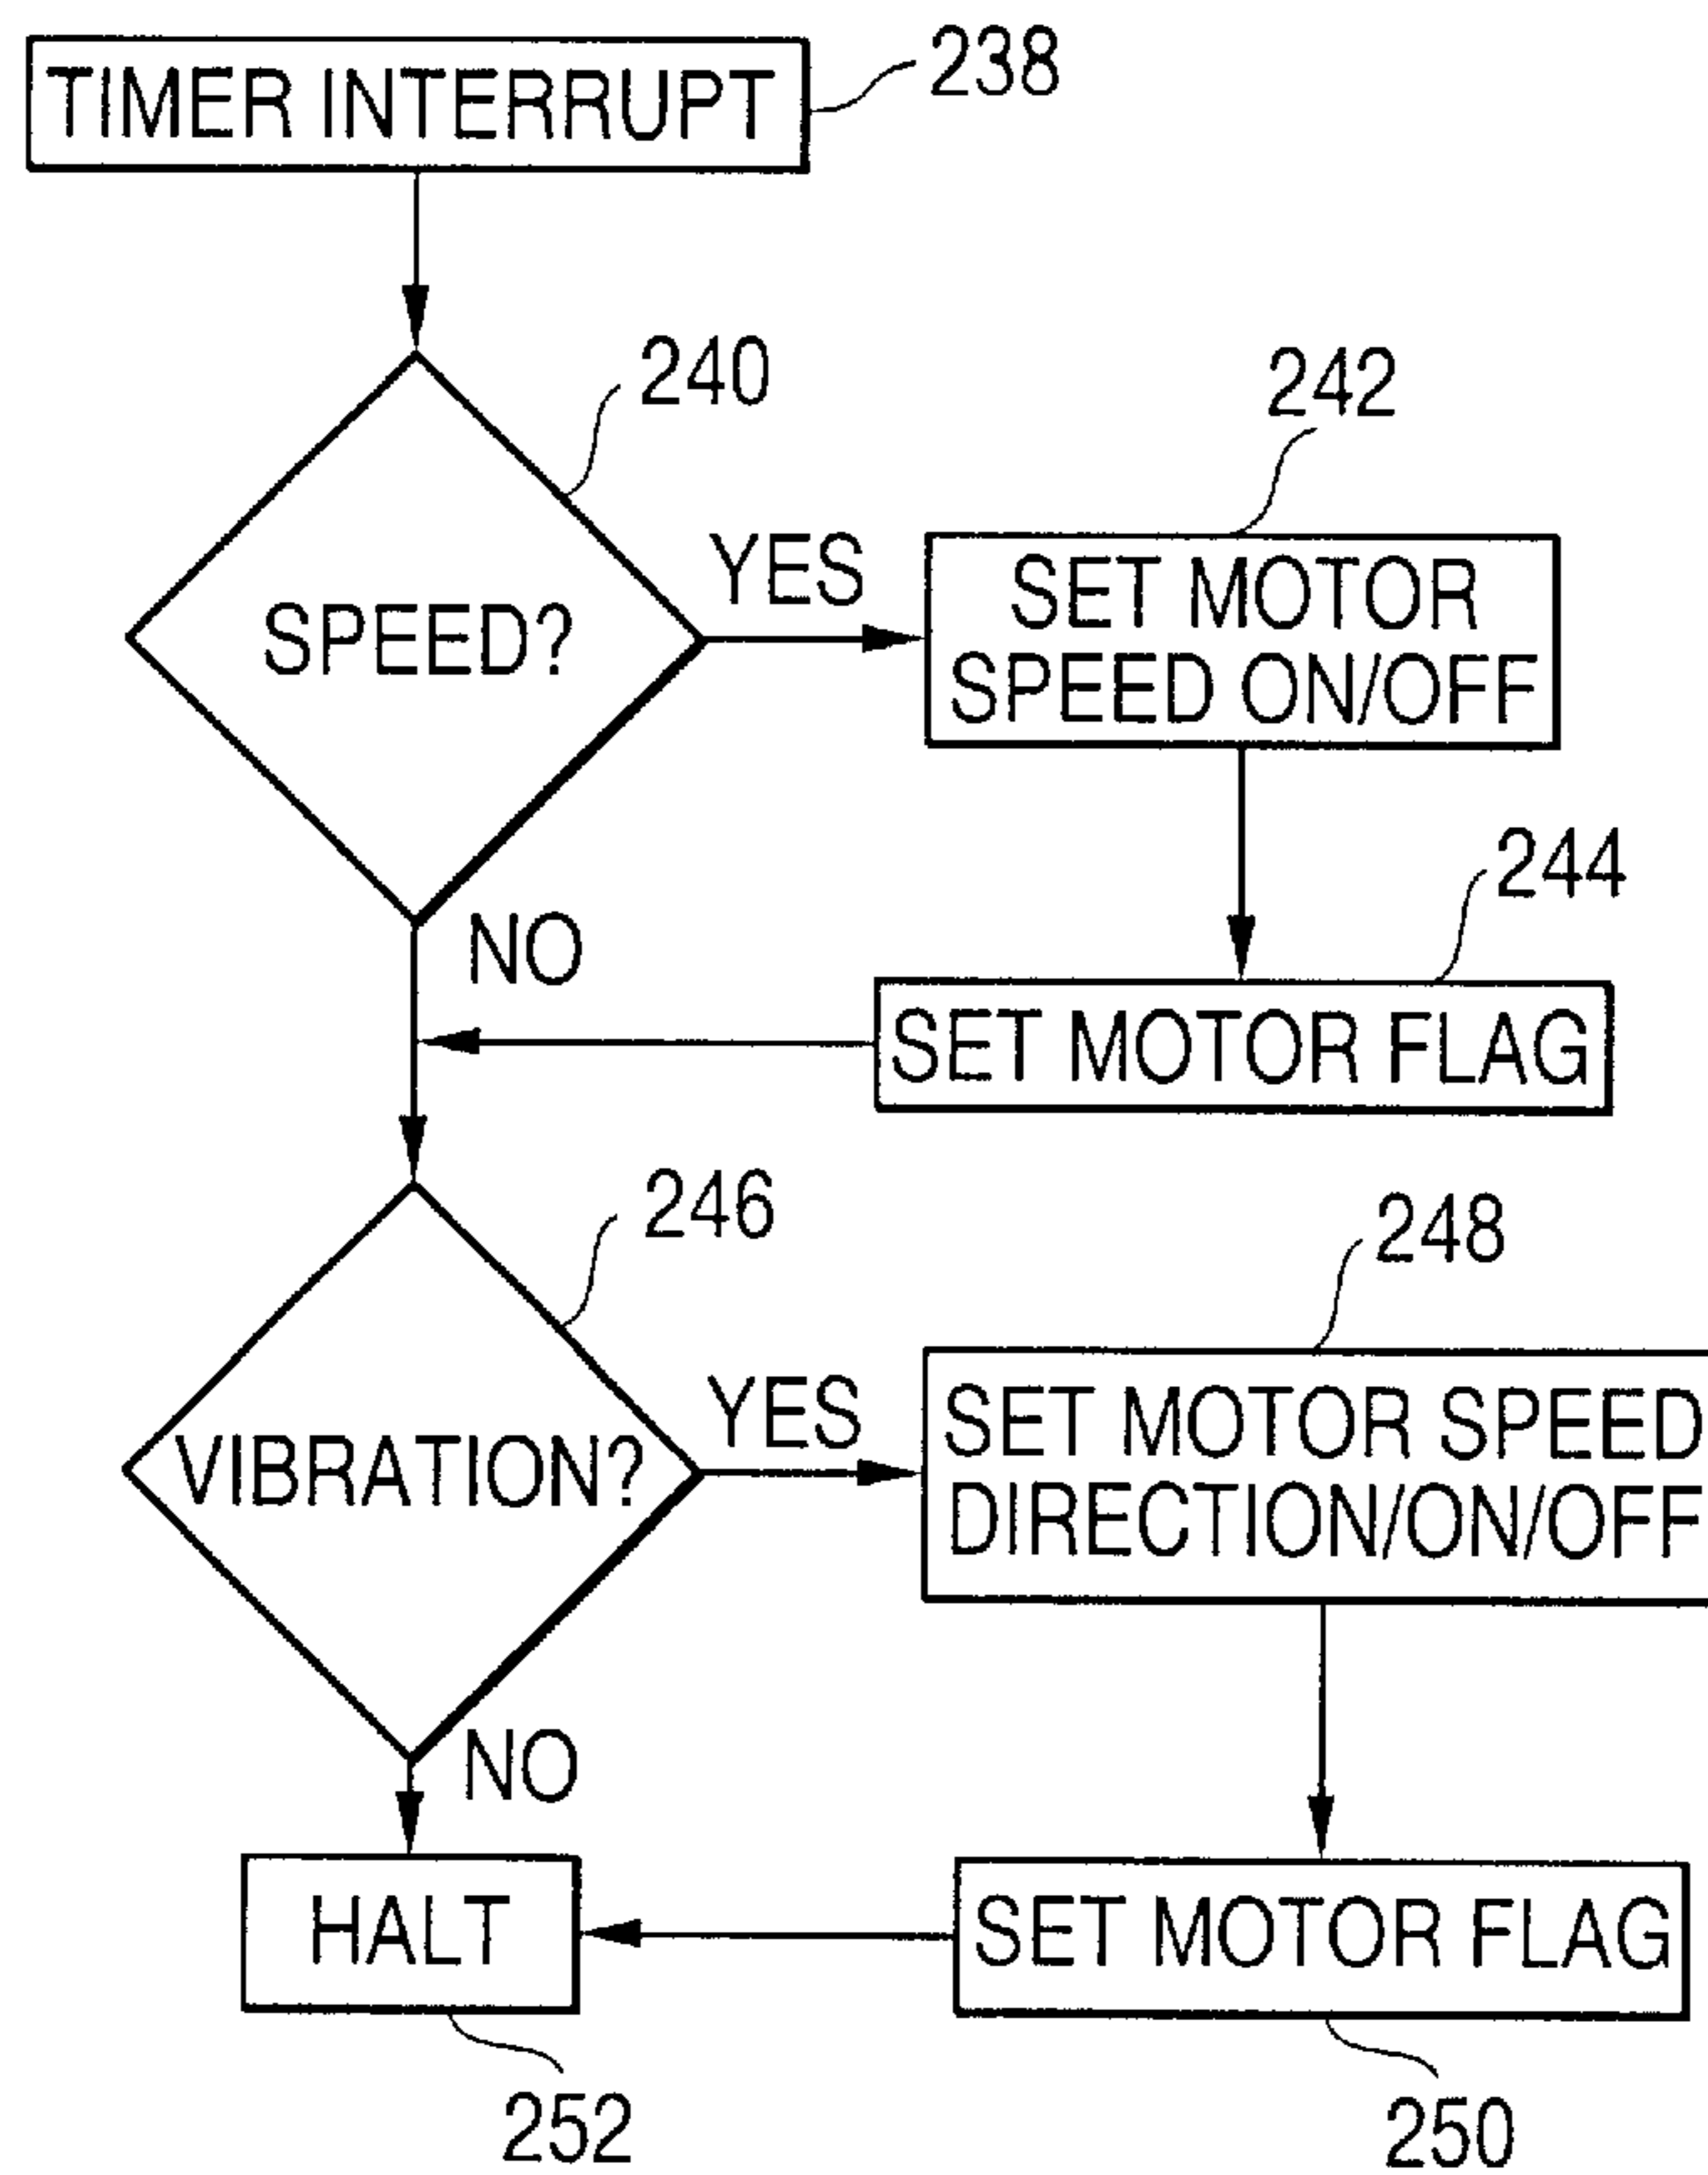 TIMER INTERRUPT
238
240
SPEED?
YES
242
SET MOTOR
SPEED ON/OFF
NO
244
SET MOTOR FLAG
246
VIBRATION?
YES
248
SET MOTOR SPEED
DIRECTION/ON/OFF
NO
HALT
252
SET MOTOR FLAG
250